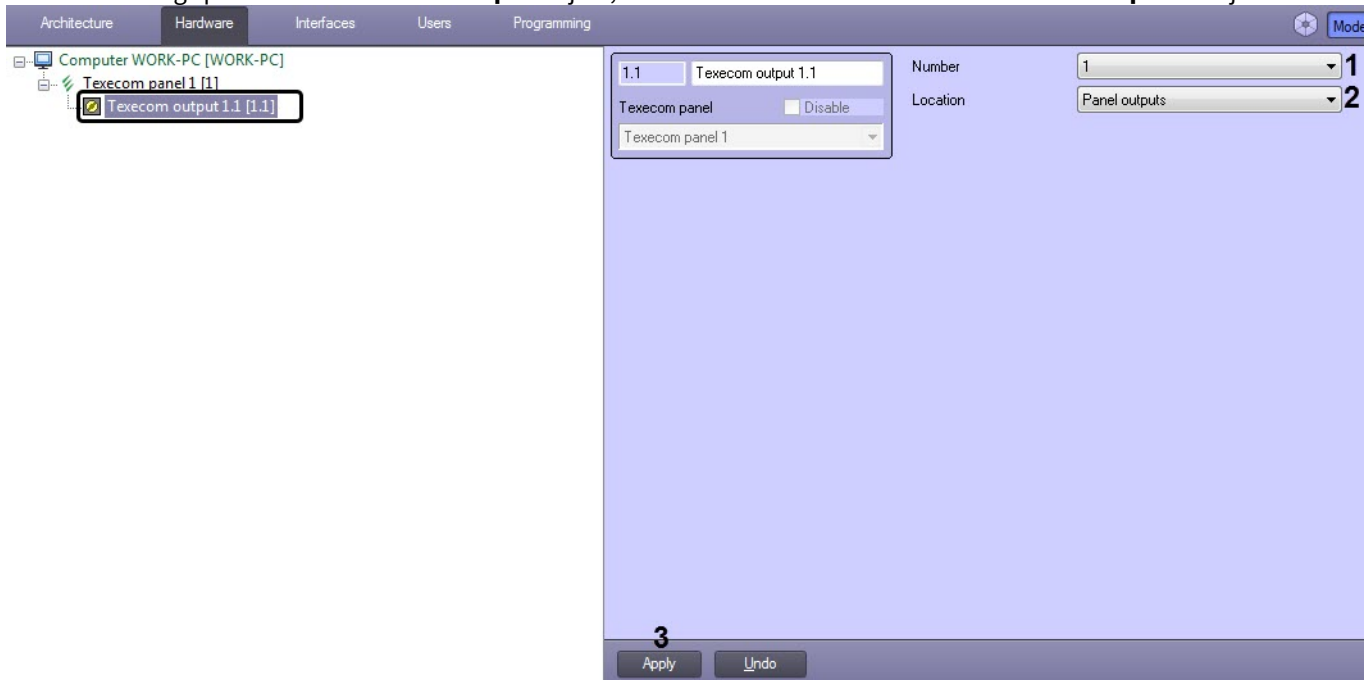 Architecture Hardware Interfaces Users Programming Mode
Computer WORK-PC [WORK-PC]
Texecom panel 1 [1]
Texecom output 1.1 [1.1]
1.1 Texecom output 1.1
Texecom panel Disable
Texecom panel 1
Number 1 1
Location Panel outputs 2
3
Apply Undo